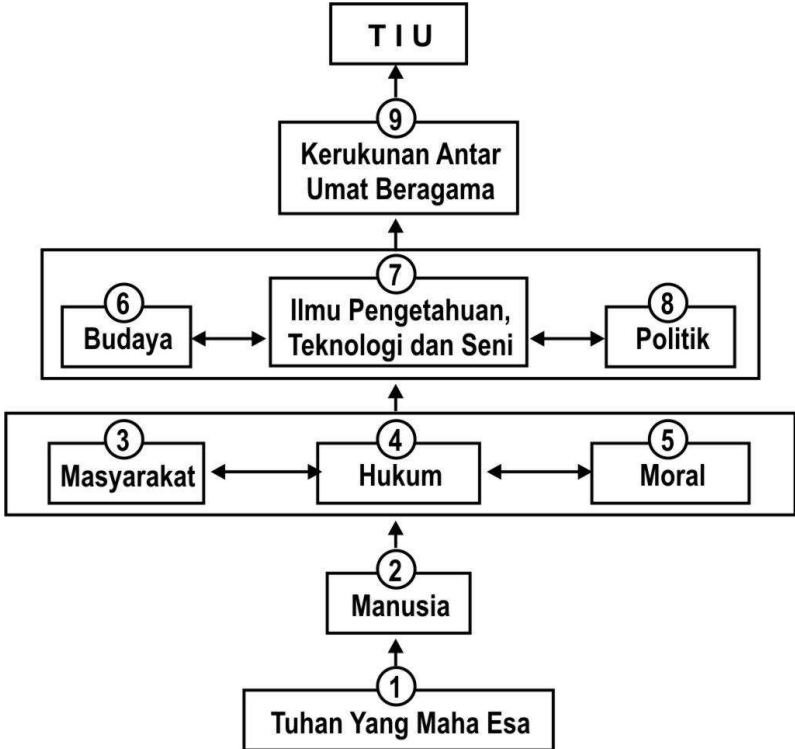 T I U
9
Kerukunan Antar
Umat Beragama
7
Ilmu Pengetahuan,
Teknologi dan Seni
6
Budaya
8
Politik
3
Masyarakat
4
Hukum
5
Moral
2
Manusia
1
Tuhan Yang Maha Esa